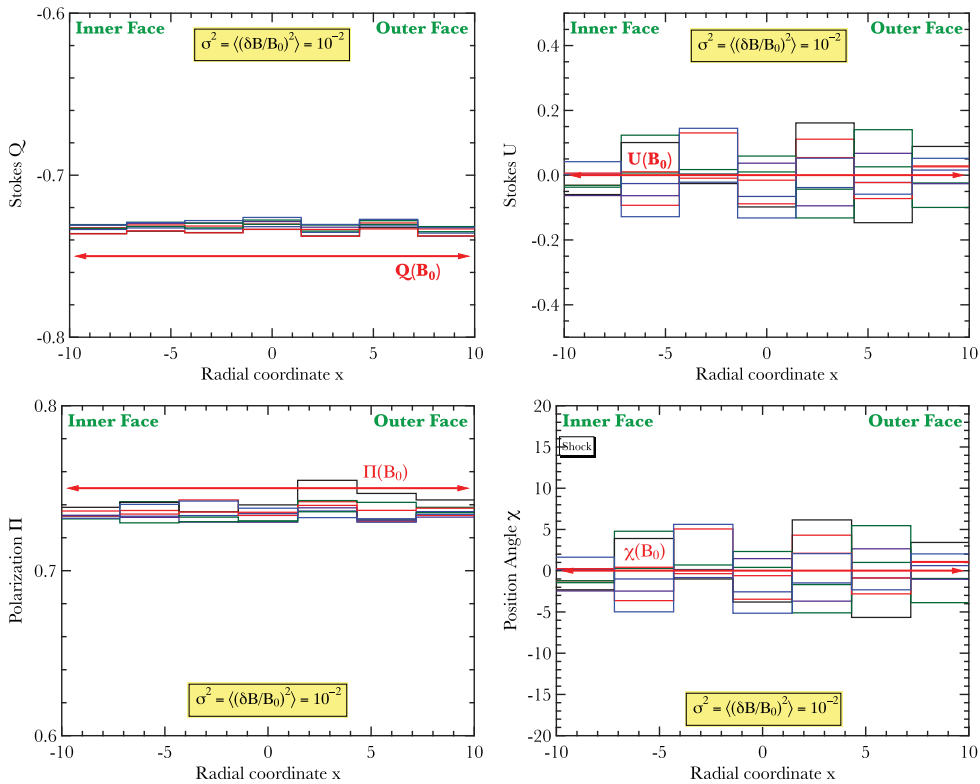 -0.6
Inner Face
Outer Face
σ² = ⟨(δB/B₀)²⟩ = 10⁻²
-0.7
Stokes Q
Q(B₀)
-0.8
-10
-5
0
5
10
Radial coordinate x
Inner Face
Outer Face
σ² = ⟨(δB/B₀)²⟩ = 10⁻²
0.4
0.2
U(B₀)
0.0
Stokes U
-0.2
-0.4
-10
-5
0
5
10
Radial coordinate x
0.8
Inner Face
Outer Face
Π(B₀)
0.7
Polarization Π
σ² = ⟨(δB/B₀)²⟩ = 10⁻²
0.6
-10
-5
0
5
10
Radial coordinate x
20
Inner Face
Outer Face
15
Shock
10
5
χ(B₀)
0
Position Angle χ
-5
-10
-15
σ² = ⟨(δB/B₀)²⟩ = 10⁻²
-20
-10
-5
0
5
10
Radial coordinate x